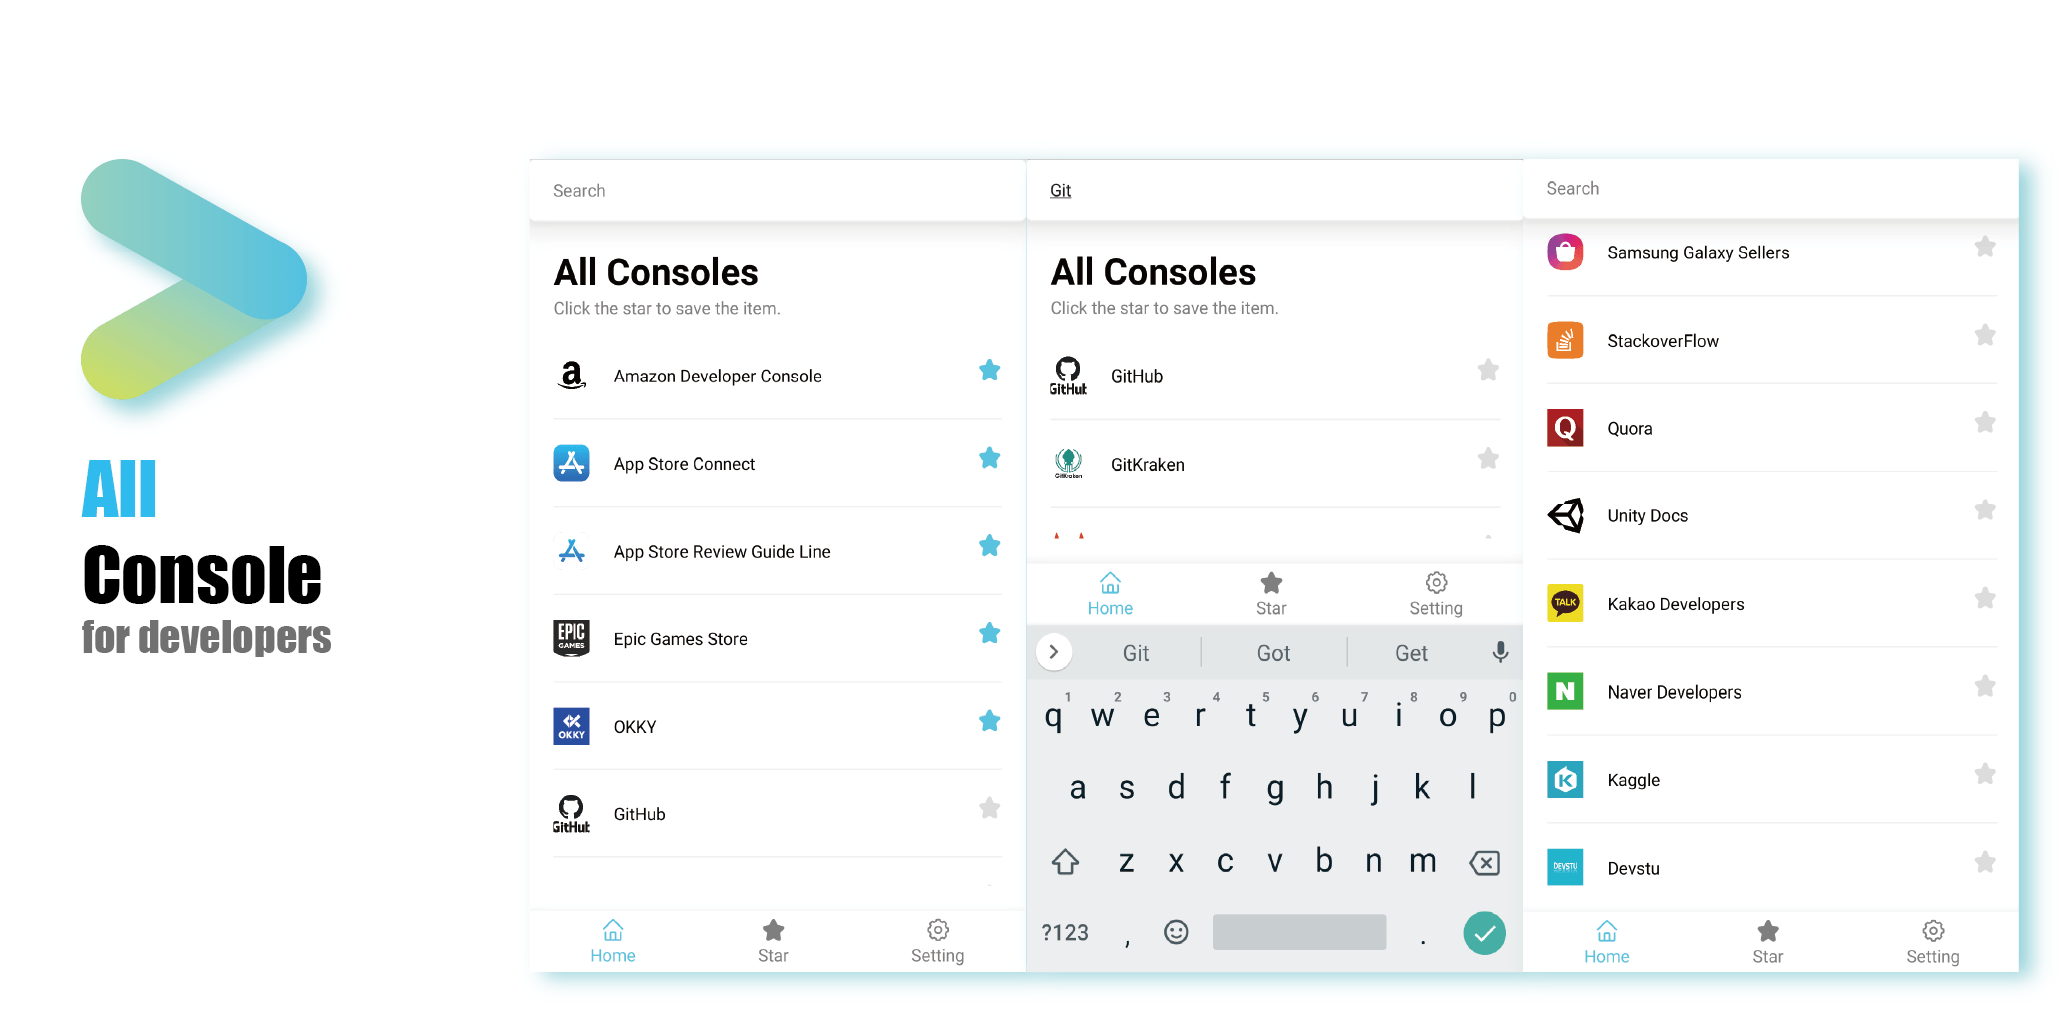 All
Console
for developers
Search
All Consoles
Click the star to save the item.
a
Amazon Developer Console
App Store Connect
App Store Review Guide Line
EPIC
GAMES
Epic Games Store
OKKY
OKKY
GitHub
GitHub
Home
Star
Setting
Git
All Consoles
Click the star to save the item.
GitHub
GitHub
GitKraken
GitKraken
Home
Star
Setting
Git
Got
Get
1 2 3 4 5 6 7 8 9 0
q w e r t y u i o p
a s d f g h j k l
z x c v b n m
?123 , .
Search
Samsung Galaxy Sellers
StackoverFlow
Q
Quora
Unity Docs
TALK
Kakao Developers
N
Naver Developers
K
Kaggle
DEVSTU
Devstu
Home
Star
Setting